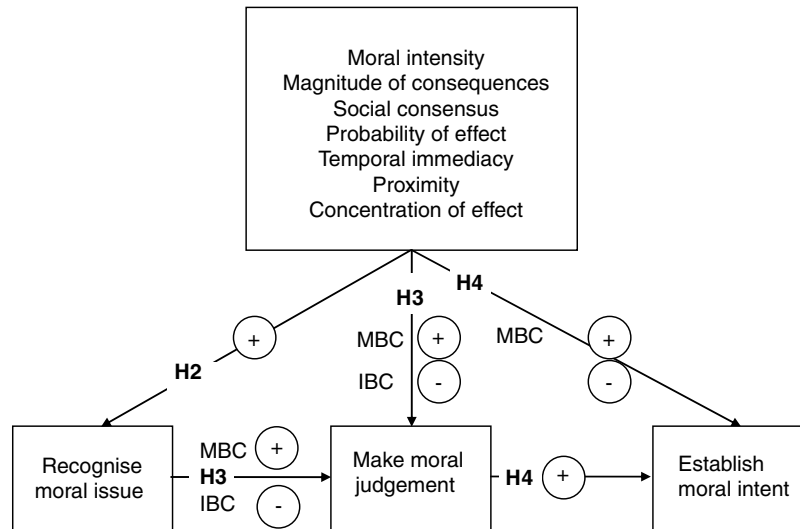 Moral intensity
Magnitude of consequences
Social consensus
Probability of effect
Temporal immediacy
Proximity
Concentration of effect
H4
H3
+
MBC
+
MBC
+
H2
IBC
-
-
MBC
+
Recognise
moral issue
H3
IBC
-
Make moral
judgement
H4
+
Establish
moral intent